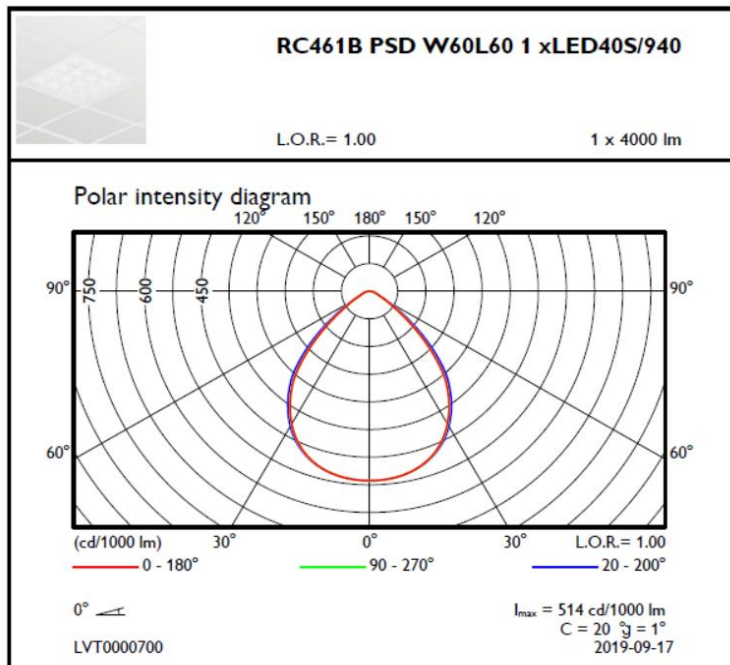 RC461B PSD W60L60 1 xLED40S/940
L.O.R.= 1.00 1 x 4000 lm
Polar intensity diagram
120° 150° 180° 150° 120°
90° 750 600 450 90°
60° 60°
(cd/1000 lm) 30° 0° 30° L.O.R.= 1.00
0 - 180° 90 - 270° 20 - 200°
0° Imax = 514 cd/1000 lm
C = 20 °g = 1°
LVT0000700 2019-09-17